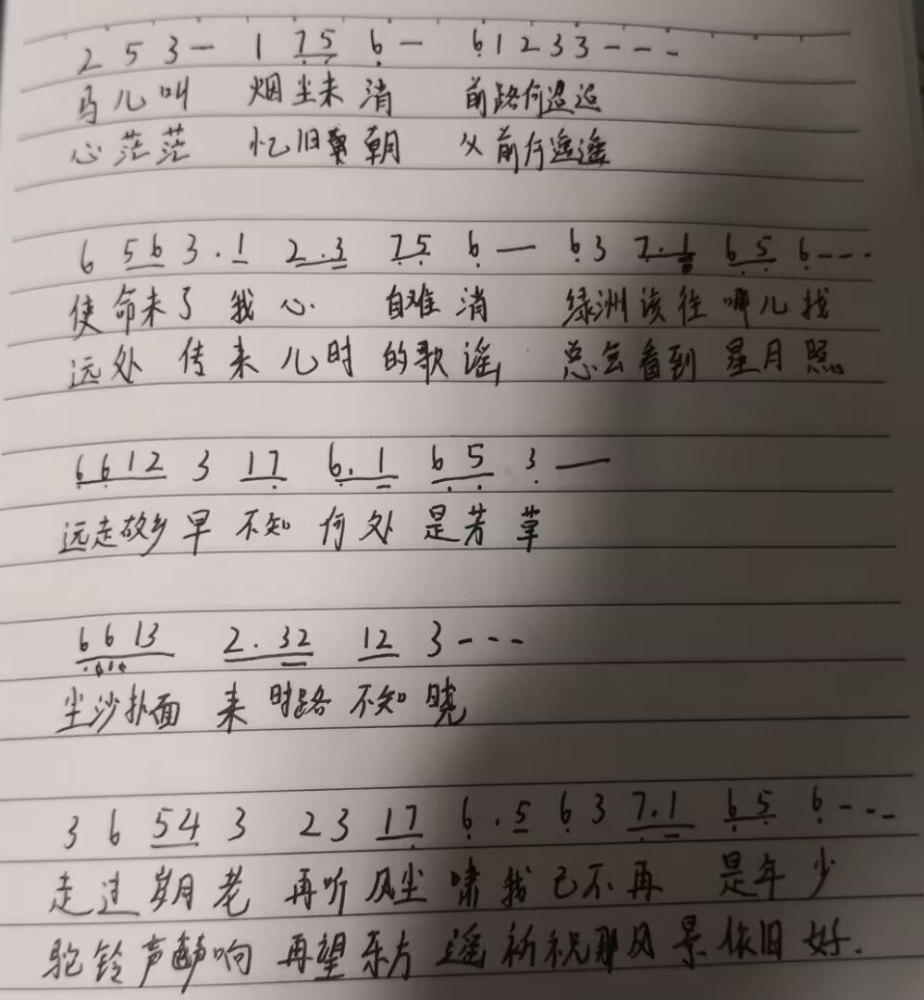 2 5 3 - 1 7 5 6 - 6 1 2 3 3 - - -
马儿叫 烟尘未消 前路何迢迢
心茫茫 忆旧朝 从前何遥遥
6 5 6 3 . 1 2 . 3 7 5 6 — 6 3 7 . 1 6 5 6 - - -
使命未了 我心 自难消 绿洲该往哪儿找
远处传来儿时的歌谣 总会看到星月照
6 6 1 2 3 1 7 6 . 1 6 5 3 —
远走故乡早 不知何处是芳草
6 6 1 3 2 . 3 2 1 2 3 - - -
尘沙扑面 来时路不知晓
3 6 5 4 3 2 3 1 7 6 . 5 6 3 7 . 1 6 5 6 - - -
走过岁月老 再听风尘啸我已不再 是年少
驼铃声声响 再望东方遥祈祝那风景依旧好.